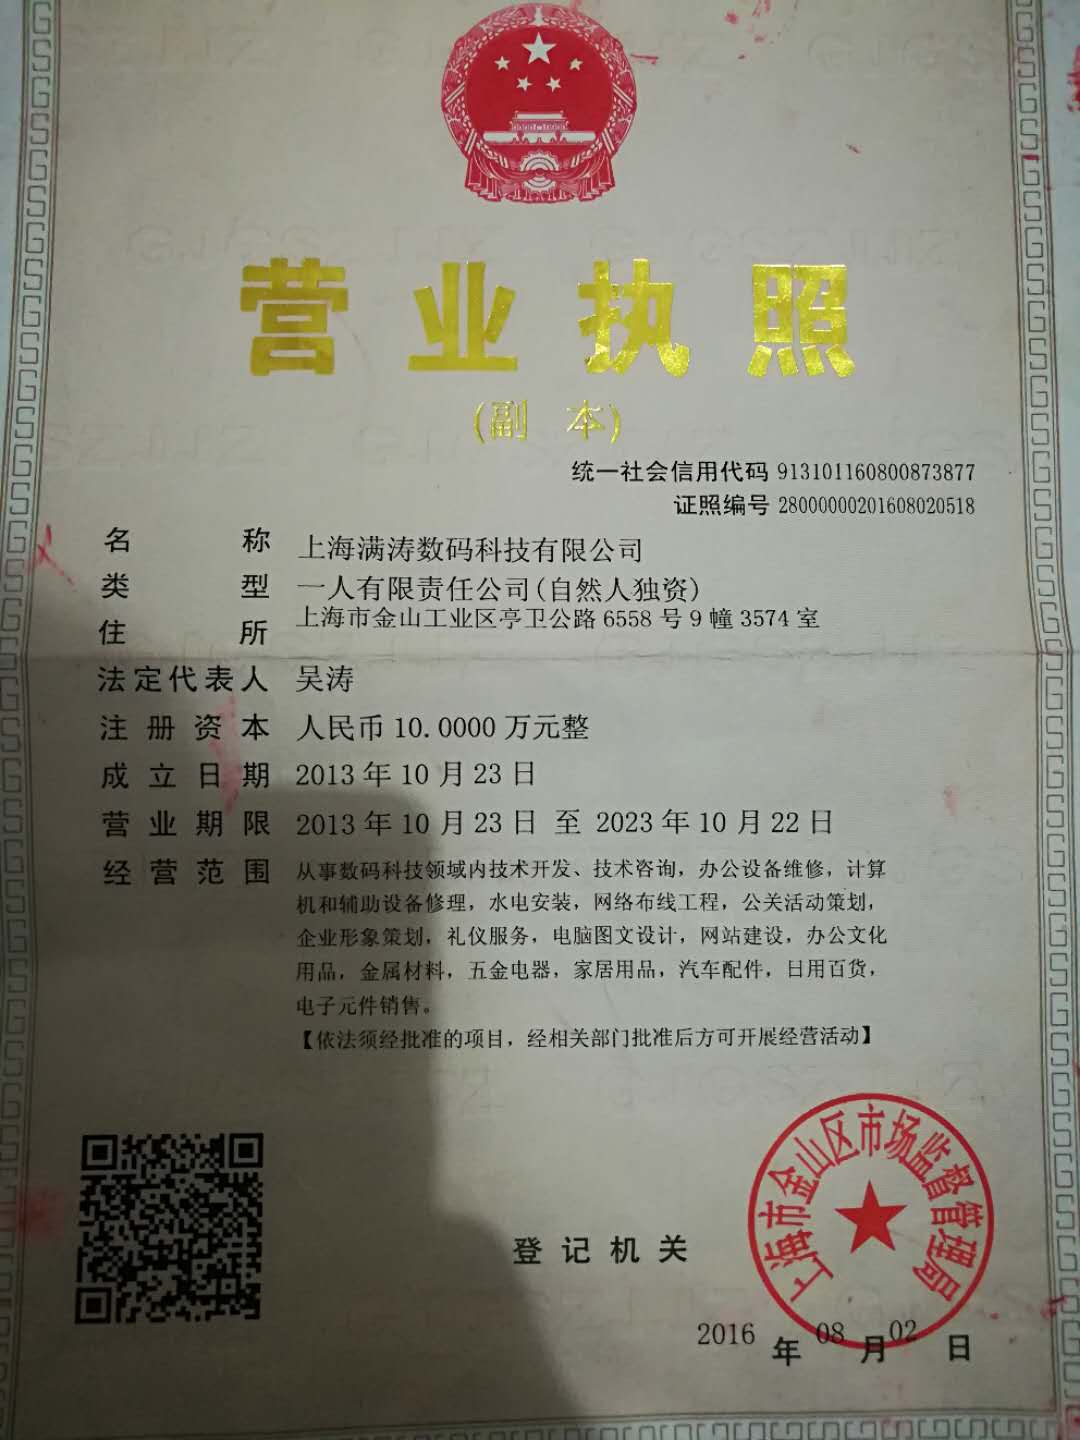 营业执照
(副 本)
统一社会信用代码 913101160800873877
证照编号 28000000201608020518
名 称 上海满涛数码科技有限公司
类 型 一人有限责任公司(自然人独资)
住 所 上海市金山工业区亭卫公路 6558 号 9 幢 3574 室
法定代表人 吴涛
注册资本 人民币 10.0000 万元整
成立日期 2013 年 10 月 23 日
营业期限 2013 年 10 月 23 日 至 2023 年 10 月 22 日
经营范围 从事数码科技领域内技术开发、技术咨询，办公设备维修，计算
机和辅助设备修理，水电安装，网络布线工程，公关活动策划，
企业形象策划，礼仪服务，电脑图文设计，网站建设，办公文化
用品，金属材料，五金电器，家居用品，汽车配件，日用百货，
电子元件销售。
【依法须经批准的项目，经相关部门批准后方可开展经营活动】
登记机关
上海市金山区市场监督管理局
2016 年 08 月 02 日